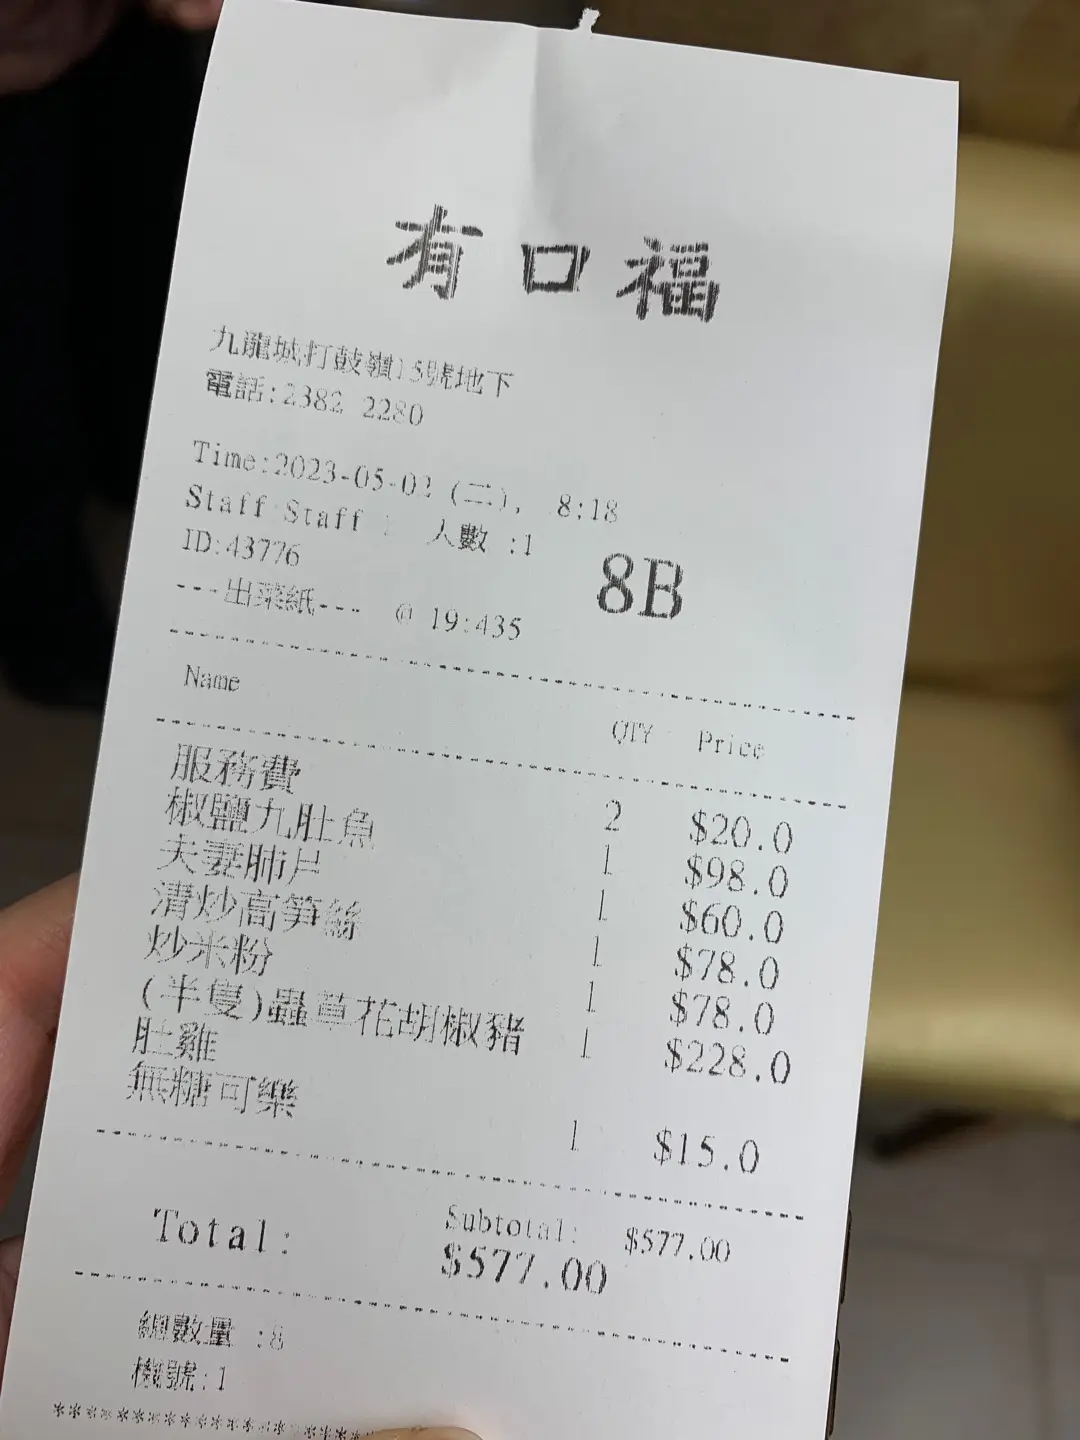 有口福
九龍城打鼓嶺15號地下
電話:2382 2280
Time:2023-05-02 (二), 8:18
Staff Staff 人數 :1
ID:43776 8B
---出菜紙--- @ 19:435
Name QTY Price
服務費 2 $20.0
椒鹽九肚魚 1 $98.0
夫妻肺片 1 $60.0
清炒高筍絲 1 $78.0
炒米粉 1 $78.0
(半隻)蟲草花胡椒豬 1 $228.0
肚雞
無糖可樂 1 $15.0
Subtotal: $577.00
Total: $577.00
總數量 :8
機號:1